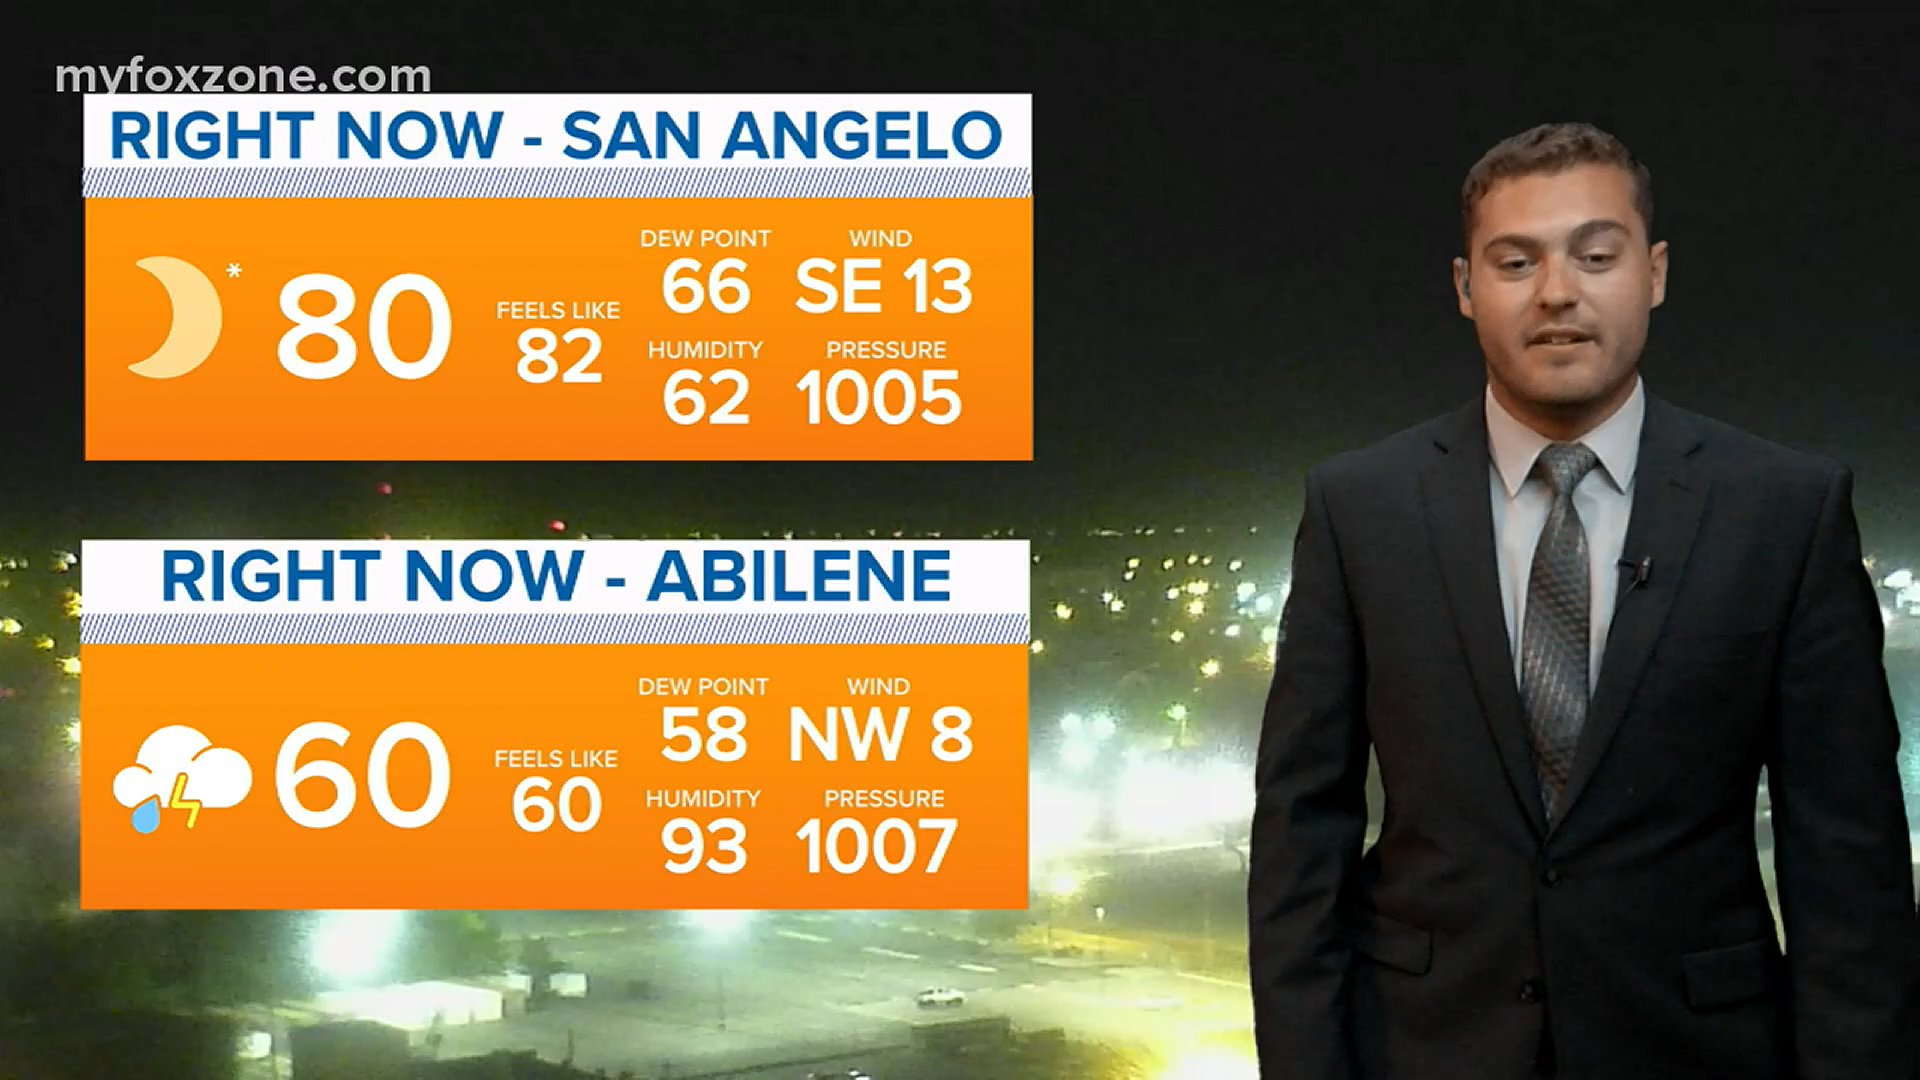 myfoxzone.com
RIGHT NOW - SAN ANGELO
80
FEELS LIKE
82
DEW POINT
66
WIND
SE 13
HUMIDITY
62
PRESSURE
1005
RIGHT NOW - ABILENE
60
FEELS LIKE
60
DEW POINT
58
WIND
NW 8
HUMIDITY
93
PRESSURE
1007